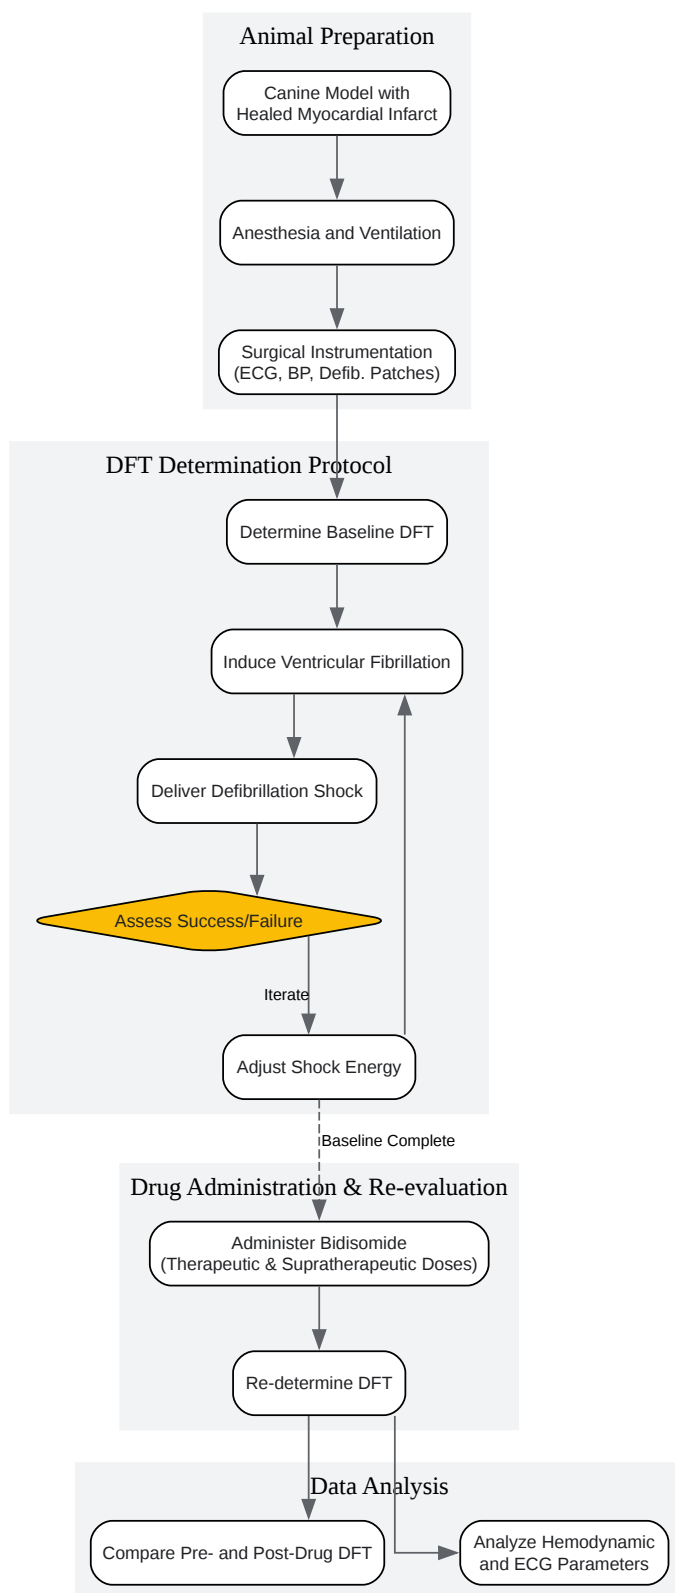 Animal Preparation
Canine Model with
Healed Myocardial Infarct
Anesthesia and Ventilation
Surgical Instrumentation
(ECG, BP, Defib. Patches)
DFT Determination Protocol
Determine Baseline DFT
Induce Ventricular Fibrillation
Deliver Defibrillation Shock
Assess Success/Failure
Iterate
Adjust Shock Energy
Baseline Complete
Drug Administration & Re-evaluation
Administer Bidisomide
(Therapeutic & Supratherapeutic Doses)
Re-determine DFT
Data Analysis
Compare Pre- and Post-Drug DFT
Analyze Hemodynamic
and ECG Parameters